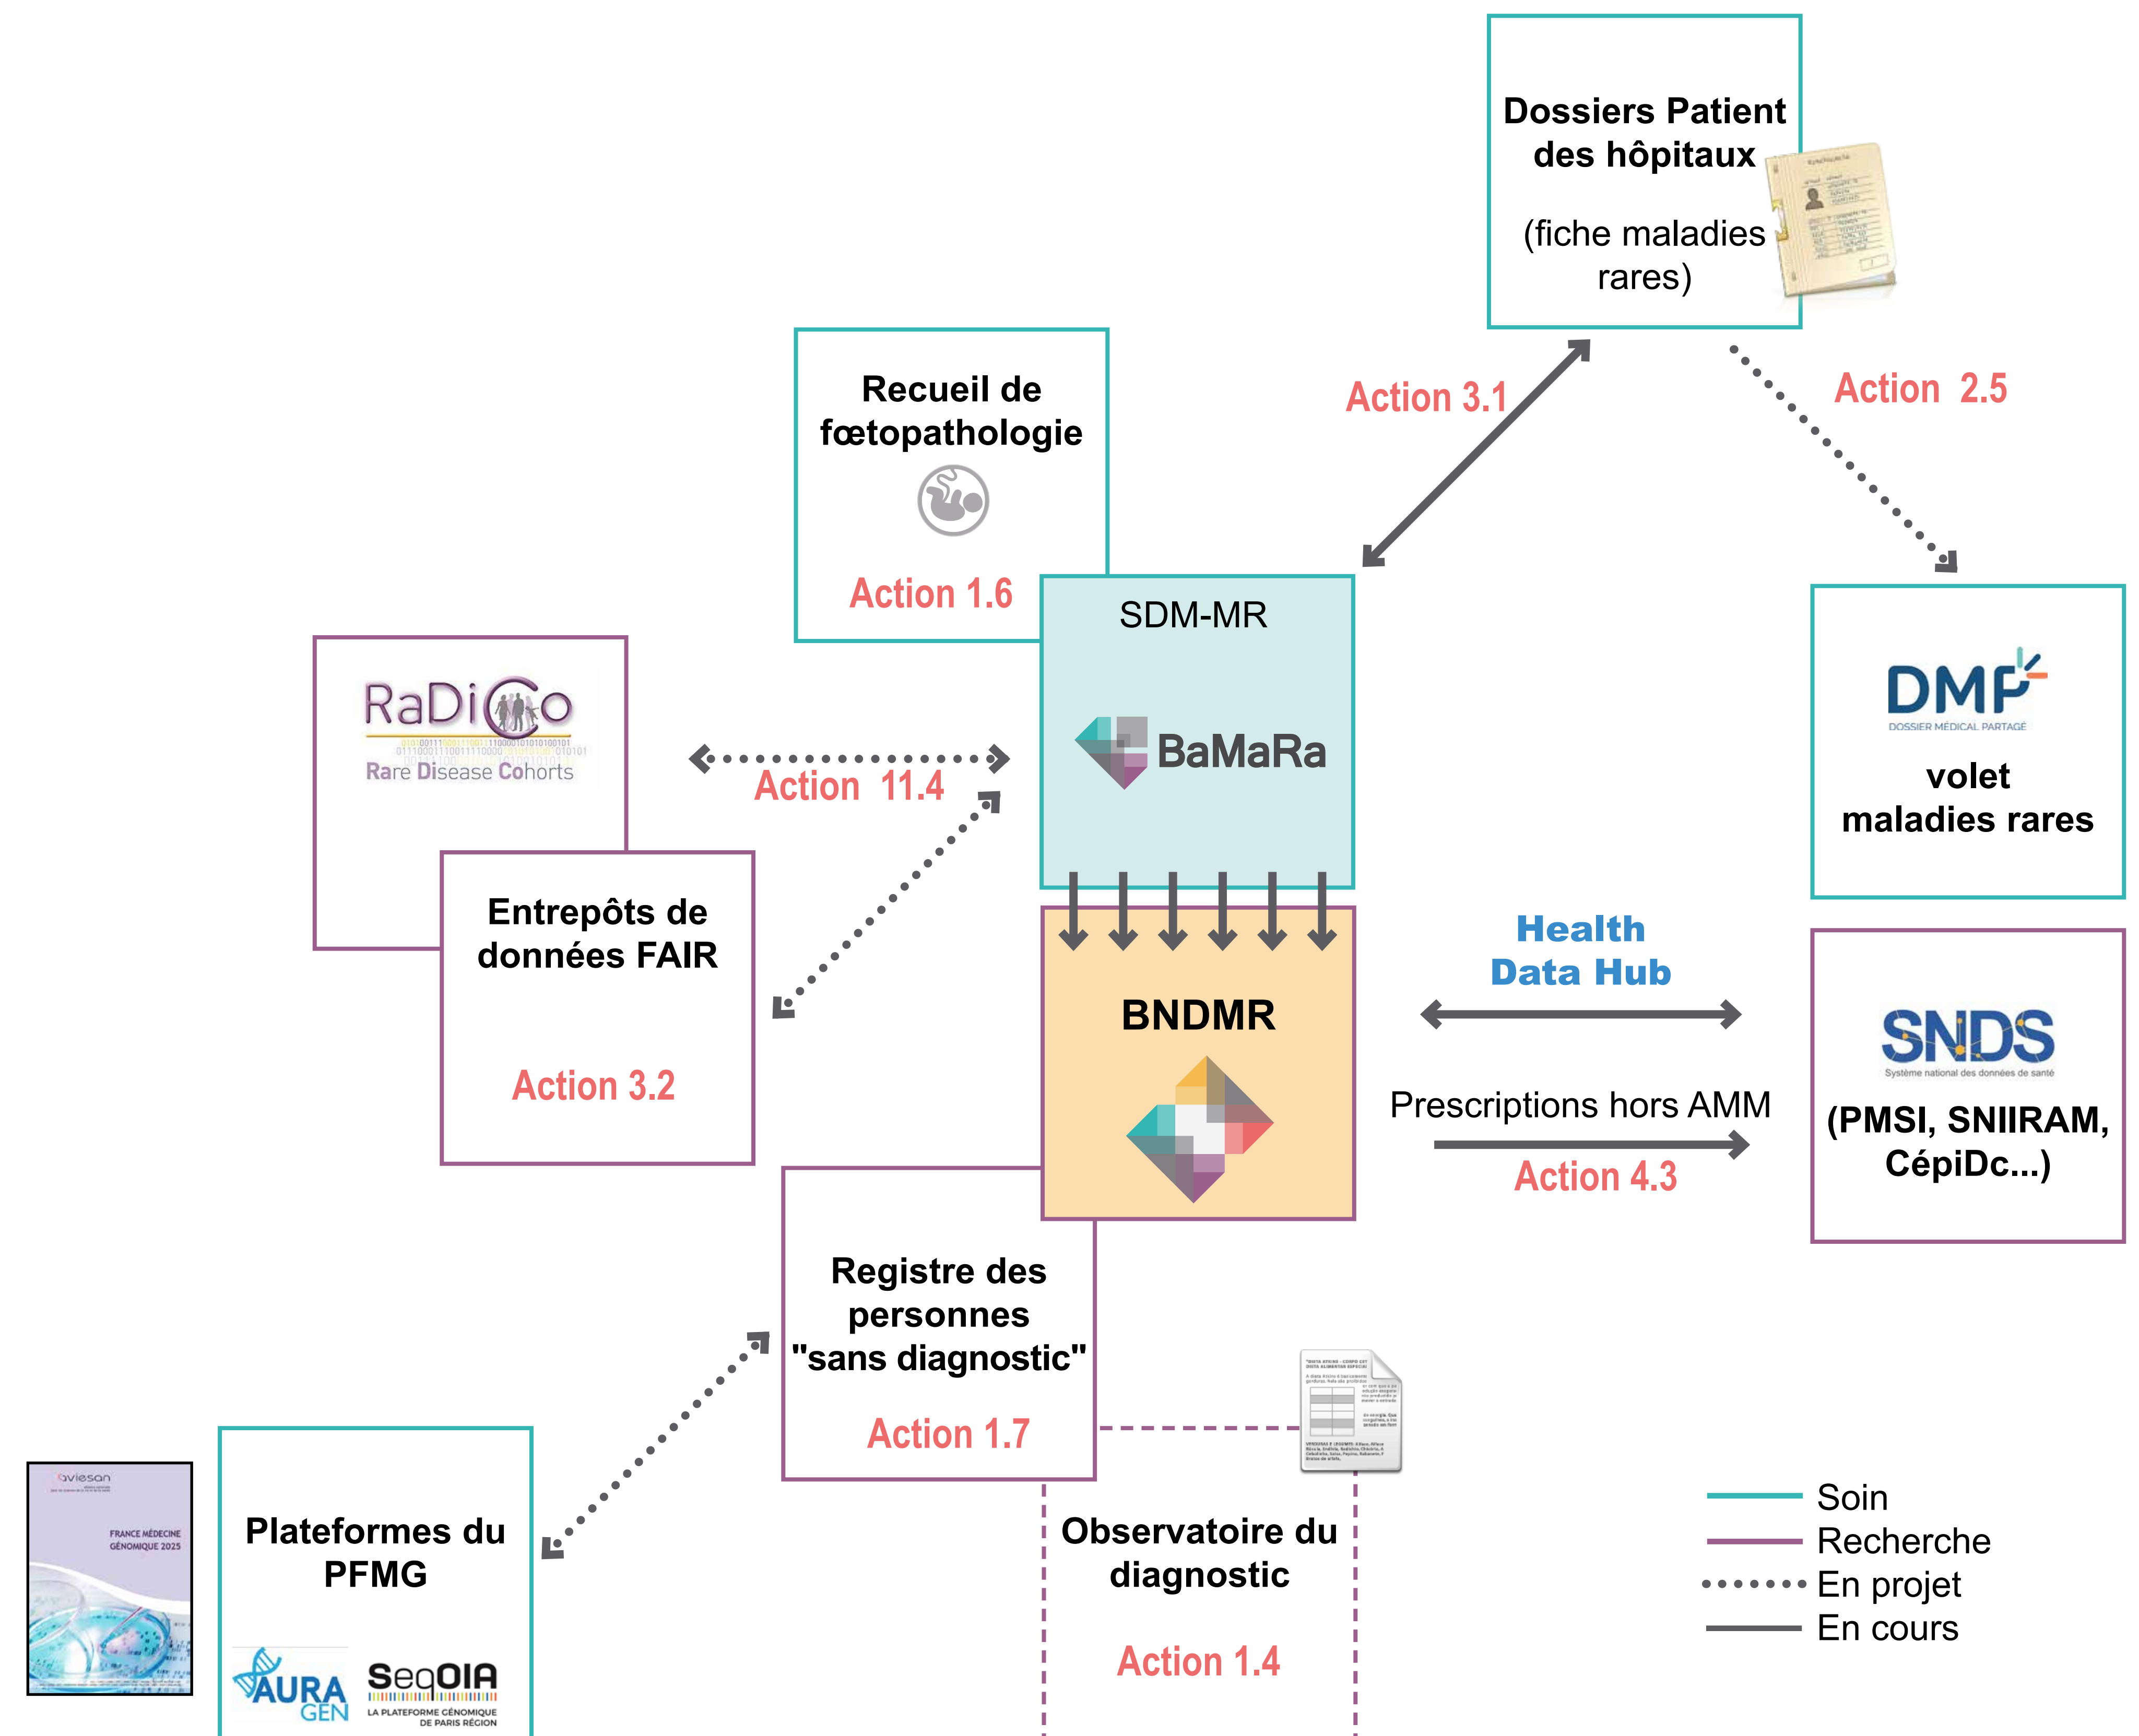 Dossiers Patient
des hôpitaux
(fiche maladies
rares)
Recueil de
fœtopathologie
Action 1.6
Action 3.1
Action 2.5
SDM-MR
BaMaRa
RaDiCo
Rare Disease Cohorts
Action 11.4
DMP
DOSSIER MÉDICAL PARTAGÉ
volet
maladies rares
Entrepôts de
données FAIR
Action 3.2
BNDMR
Health
Data Hub
Prescriptions hors AMM
Action 4.3
SNDS
Système national des données de santé
(PMSI, SNIIRAM,
CépiDc...)
Registre des
personnes
"sans diagnostic"
Action 1.7
aviesan
FRANCE MÉDECINE
GÉNOMIQUE 2025
Plateformes du
PFMG
AURA
GEN
SeqOIA
LA PLATEFORME GÉNOMIQUE
DE PARIS RÉGION
Observatoire du
diagnostic
Action 1.4
Soin
Recherche
En projet
En cours